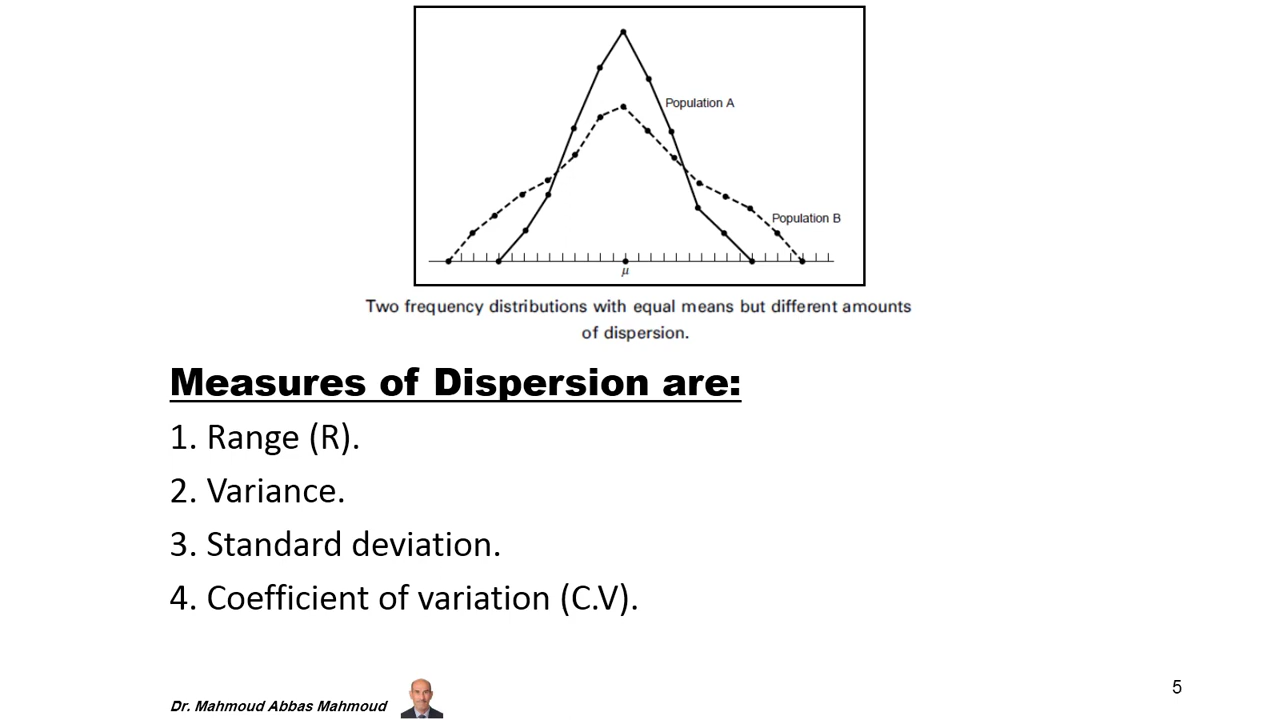 Population A
Population B
μ
Two frequency distributions with equal means but different amounts
of dispersion.
Measures of Dispersion are:
1. Range (R).
2. Variance.
3. Standard deviation.
4. Coefficient of variation (C.V).
Dr. Mahmoud Abbas Mahmoud
5